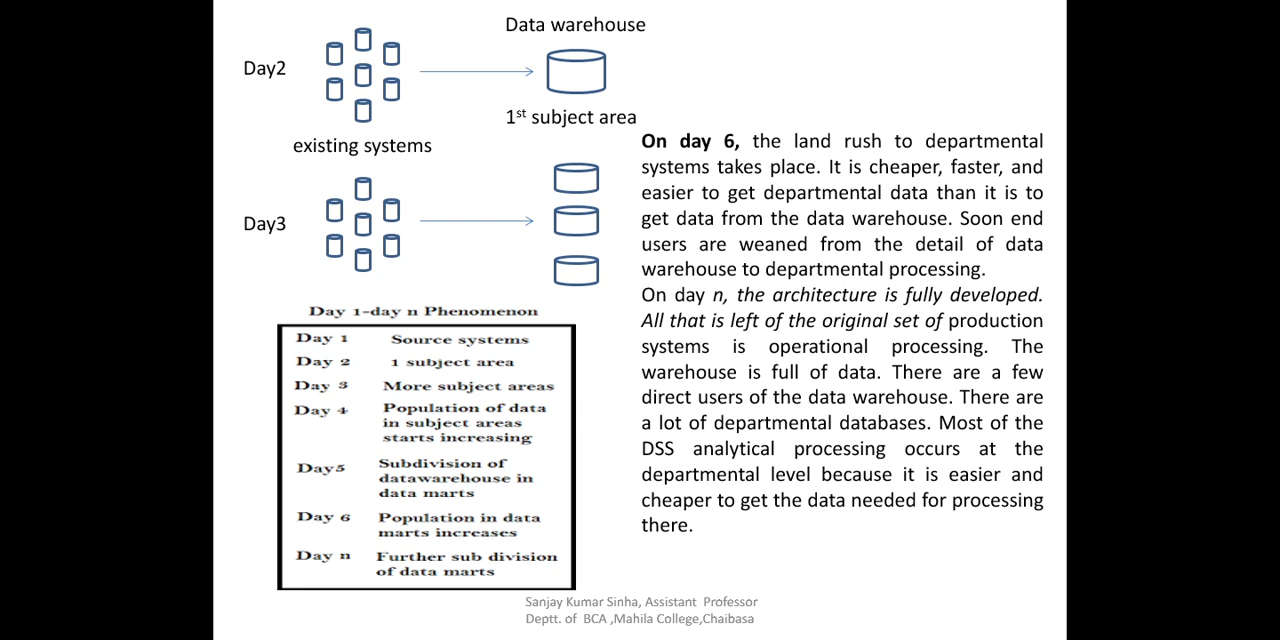 Data warehouse
Day2
1st subject area
existing systems
Day3
Day 1-day n Phenomenon
Day 1 Source systems
Day 2 1 subject area
Day 3 More subject areas
Day 4 Population of data
in subject areas
starts increasing
Day5 Subdivision of
datawarehouse in
data marts
Day 6 Population in data
marts increases
Day n Further sub division
of data marts
On day 6, the land rush to departmental
systems takes place. It is cheaper, faster, and
easier to get departmental data than it is to
get data from the data warehouse. Soon end
users are weaned from the detail of data
warehouse to departmental processing.
On day n, the architecture is fully developed.
All that is left of the original set of production
systems is operational processing. The
warehouse is full of data. There are a few
direct users of the data warehouse. There are
a lot of departmental databases. Most of the
DSS analytical processing occurs at the
departmental level because it is easier and
cheaper to get the data needed for processing
there.
Sanjay Kumar Sinha, Assistant Professor
Deptt. of BCA ,Mahila College,Chaibasa